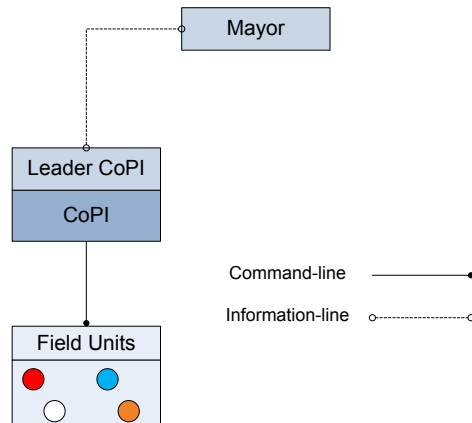 Mayor
Leader CoPI
CoPI
Command-line
Information-line
Field Units